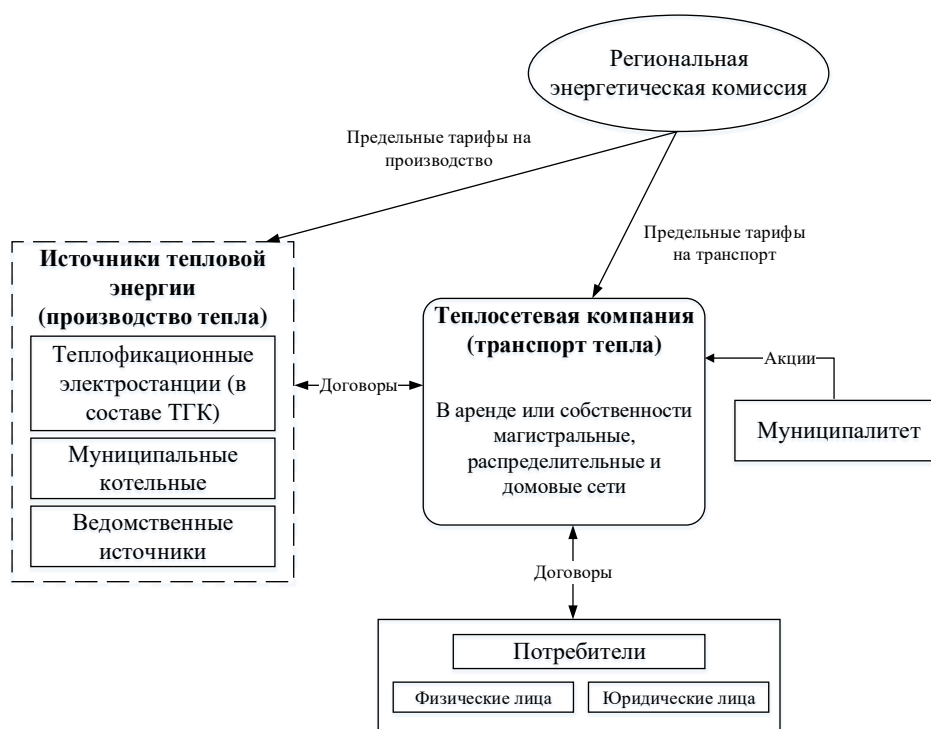 Региональная
энергетическая комиссия
Предельные тарифы на
производство
Предельные тарифы
на транспорт
Источники тепловой
энергии
(производство тепла)
Теплофикационные
электростанции (в
составе ТГК)
Муниципальные
котельные
Ведомственные
источники
Договоры
Теплосетевая компания
(транспорт тепла)
В аренде или собственности
магистральные,
распределительные и
домовые сети
Акции
Муниципалитет
Договоры
Потребители
Физические лица
Юридические лица